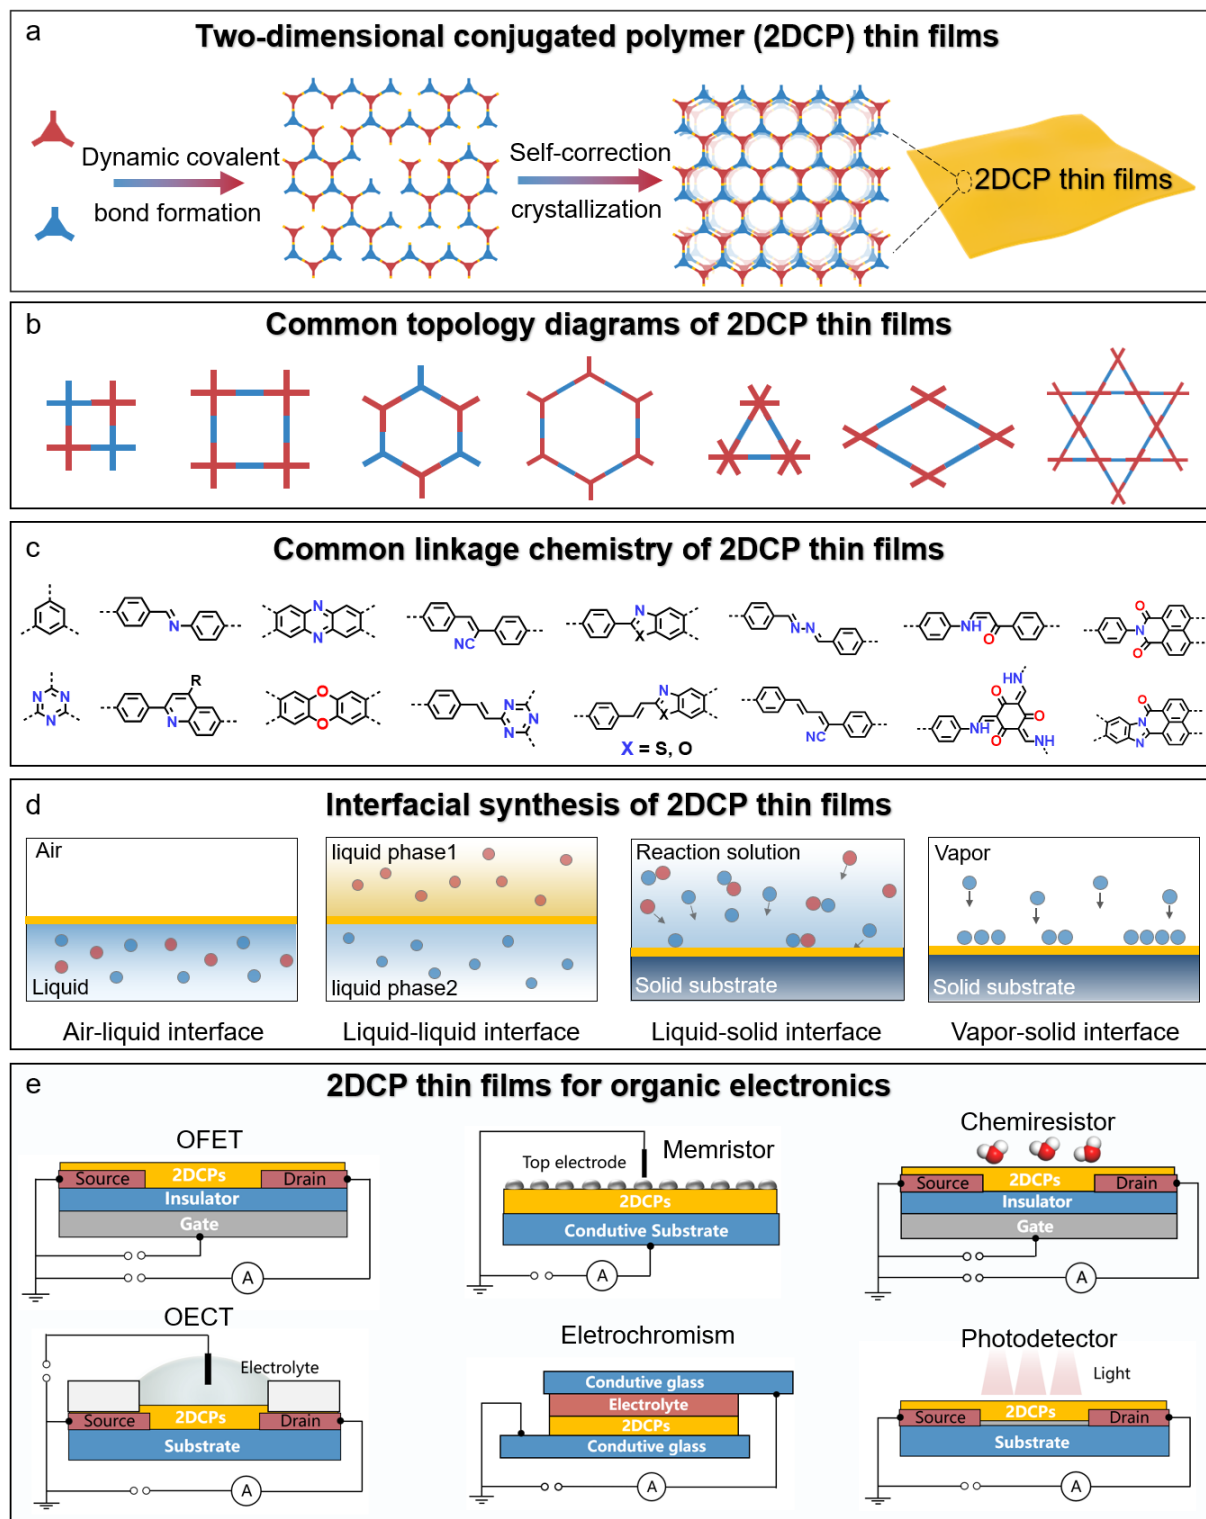 a
Two-dimensional conjugated polymer (2DCP) thin films
Dynamic covalent
bond formation
Self-correction
crystallization
2DCP thin films
b
Common topology diagrams of 2DCP thin films
c
Common linkage chemistry of 2DCP thin films
N
N
N
CN
N
X
N
N
NH
O
O
N
O
N
N
N
R
N
O
O
N
N
N
N
X
X = S, O
CN
HN
O
O
O
NH
NH
O
N
N
d
Interfacial synthesis of 2DCP thin films
Air
Liquid
Air-liquid interface
liquid phase1
liquid phase2
Liquid-liquid interface
Reaction solution
Solid substrate
Liquid-solid interface
Vapor
Solid substrate
Vapor-solid interface
e
2DCP thin films for organic electronics
OFET
Source
2DCPs
Drain
Insulator
Gate
A
Memristor
Top electrode
2DCPs
Condutive Substrate
A
Chemiresistor
Source
2DCPs
Drain
Insulator
Gate
A
OECT
Electrolyte
Source
2DCPs
Drain
Substrate
A
Eletrochromism
Condutive glass
Electrolyte
2DCPs
Condutive glass
A
Photodetector
Light
Source
2DCPs
Drain
Substrate
A